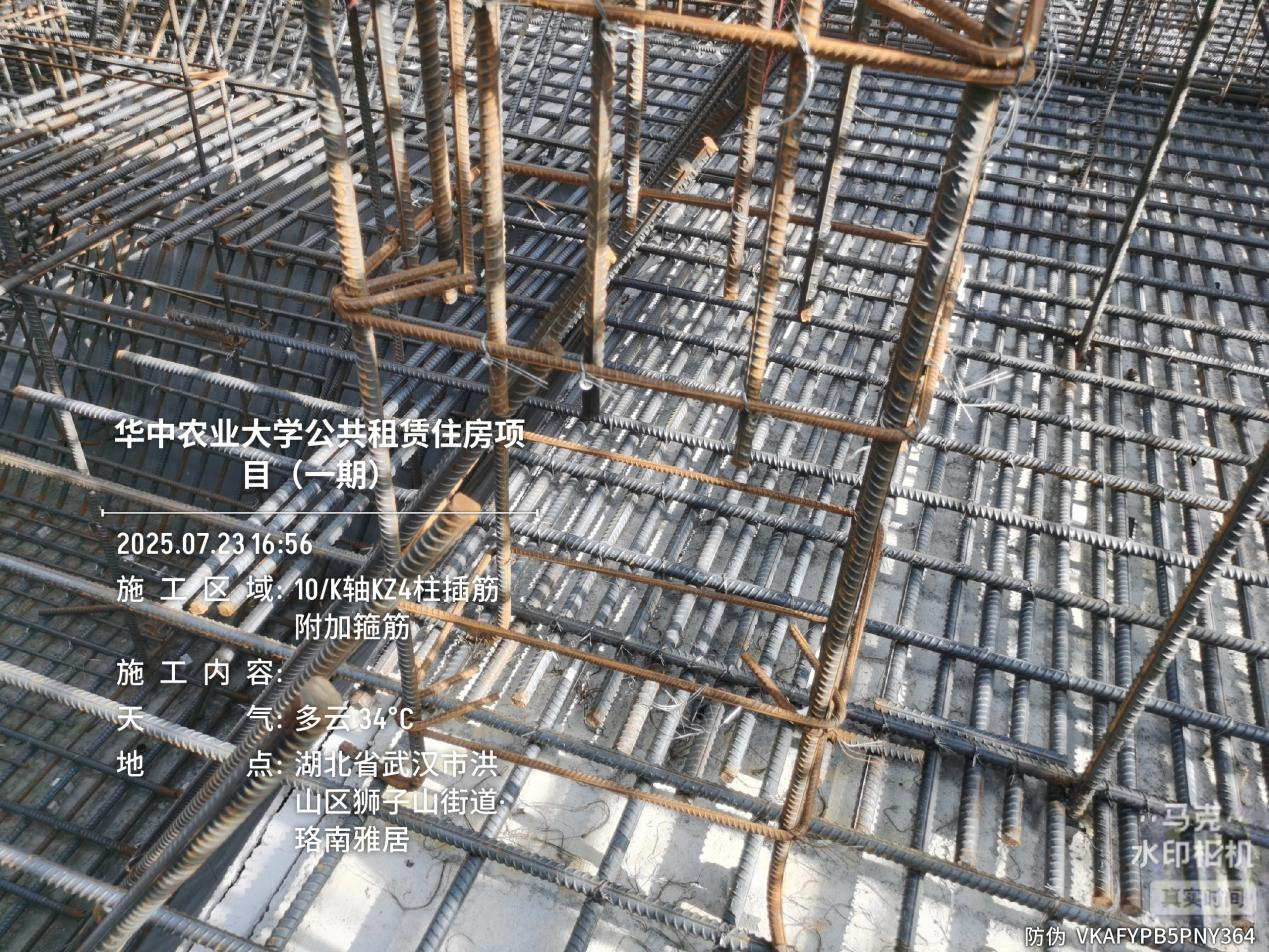 华中农业大学公共租赁住房项
目（一期）
2025.07.23 16:56
施工区域：10/K轴KZ4柱插筋
附加箍筋
施工内容：
天气：多云 34°C
地点：湖北省武汉市洪
山区狮子山街道·
珞南雅居
马克
水印相机
真实时间
防伪 VKAFYPB5PNY364